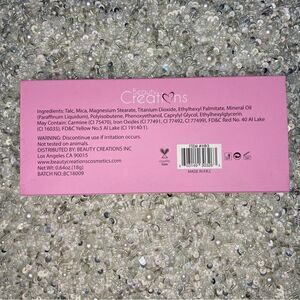 Beauty
Creations
Ingredients: Talc, Mica, Magnesium Stearate, Titanium Dioxide, Ethylhexyl Palmitate, Mineral Oil
(Paraffinum Liquidum), Polyisobutene, Phenoxyethanol, Caprylyl Glycol, Ethylhexylglycerin.
May Contain: Carmine (CI 75470), Iron Oxides (CI 77491, CI 77492, CI 77499), FD&C Red No. 40 Al Lake
(CI 16035), FD&C Yellow No.5 Al Lake (CI 19140:1).
WARNING: Discontinue use if irritation occurs
Not tested on animals.
DISTRIBUTED BY: BEAUTY CREATIONS INC
Los Angeles CA 90015
www.beautycreationscosmetics.com
Net Wt: 0.64oz (18g)
BATCH NO:BC18009
ITEM #
MADE IN P.R.C